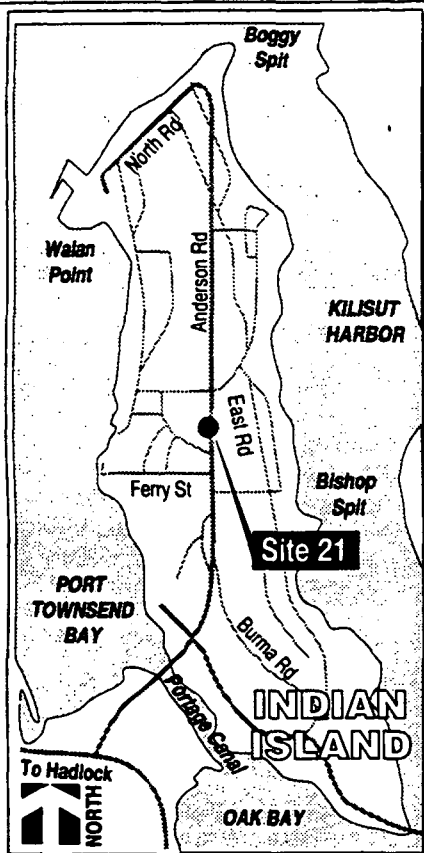 Boggy
Spit
North Rd
Walan
Point
Anderson Rd
KILISUT
HARBOR
East Rd
Ferry St
Bishop
Spit
Site 21
PORT
TOWNSEND
BAY
Burma Rd
Portage Canal
INDIAN
ISLAND
To Hadlock
NORTH
OAK BAY